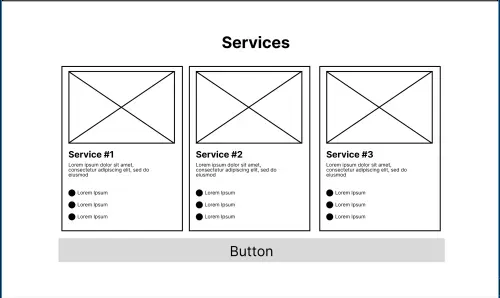 Services
Service #1
Lorem ipsum dolor sit amet,
consectetur adipiscing elit, sed do
eiusmod
Lorem Ipsum
Lorem Ipsum
Lorem Ipsum
Service #2
Lorem ipsum dolor sit amet,
consectetur adipiscing elit, sed do
eiusmod
Lorem Ipsum
Lorem Ipsum
Lorem Ipsum
Service #3
Lorem ipsum dolor sit amet,
consectetur adipiscing elit, sed do
eiusmod
Lorem Ipsum
Lorem Ipsum
Lorem Ipsum
Button